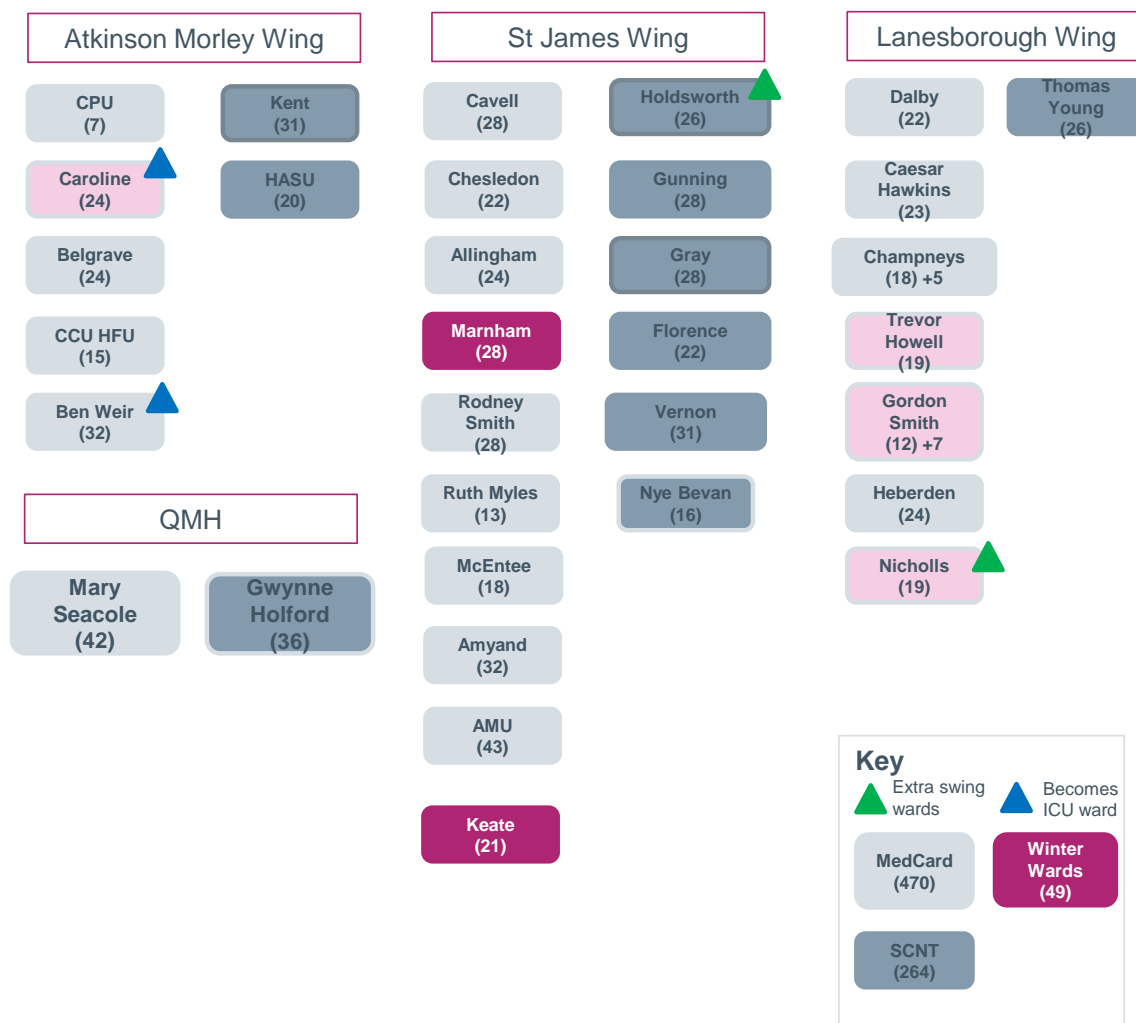 Atkinson Morley Wing
CPU
(7)
Kent
(31)
Caroline
(24)
HASU
(20)
Belgrave
(24)
CCU HFU
(15)
Ben Weir
(32)
QMH
Mary
Seacole
(42)
Gwynne
Holford
(36)
St James Wing
Cavell
(28)
Holdsworth
(26)
Chesledon
(22)
Gunning
(28)
Allingham
(24)
Gray
(28)
Marnham
(28)
Florence
(22)
Rodney
Smith
(28)
Vernon
(31)
Ruth Myles
(13)
Nye Bevan
(16)
McEntee
(18)
Amyand
(32)
AMU
(43)
Keate
(21)
Lanesborough Wing
Dalby
(22)
Thomas
Young
(26)
Caesar
Hawkins
(23)
Champneys
(18) +5
Trevor
Howell
(19)
Gordon
Smith
(12) +7
Heberden
(24)
Nicholls
(19)
Key
Extra swing
wards
Becomes
ICU ward
MedCard
(470)
Winter
Wards
(49)
SCNT
(264)